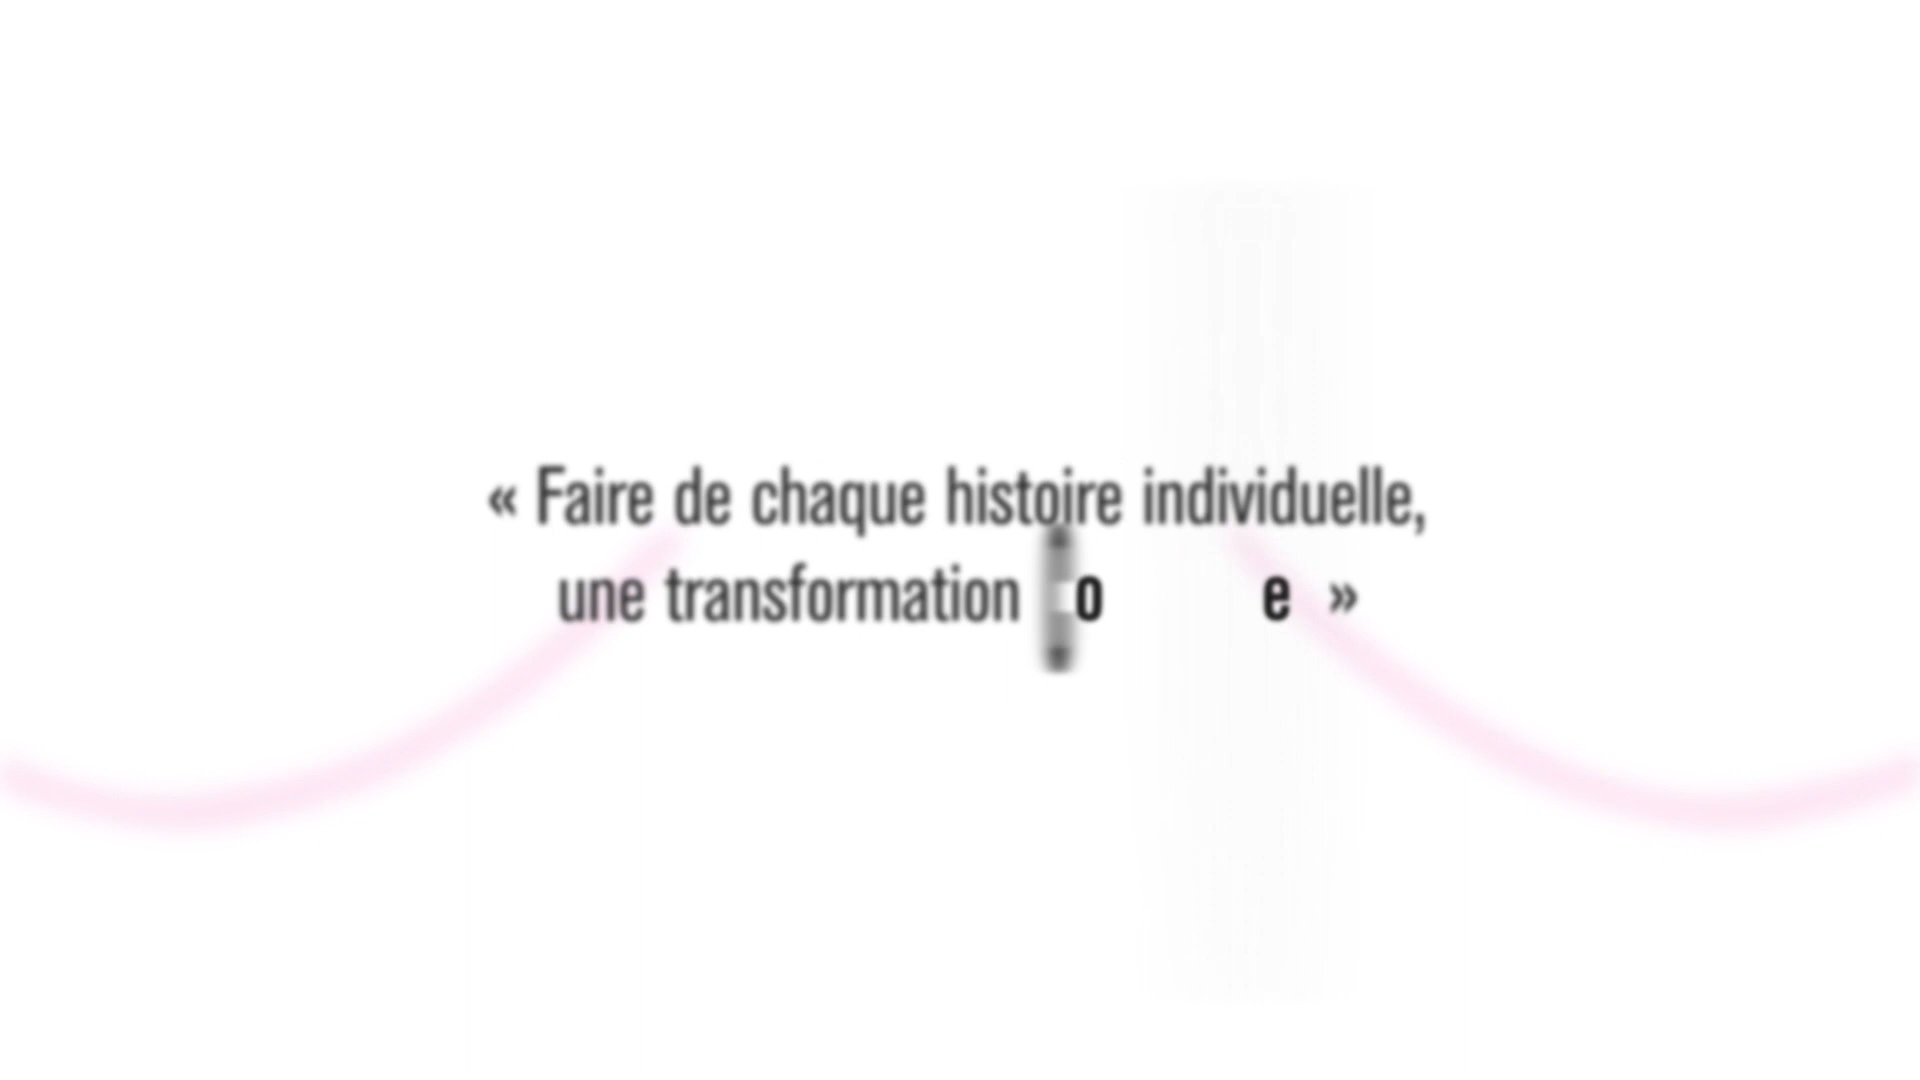 « Faire de chaque histoire individuelle,
une transformation o e »